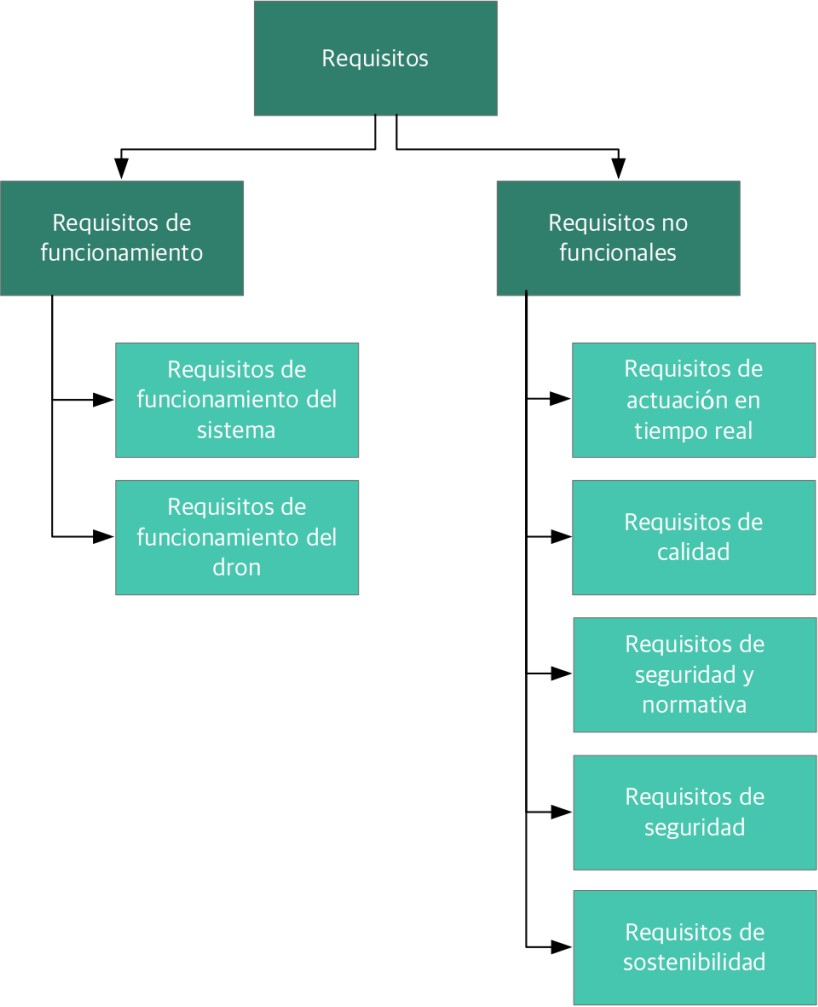 Requisitos
Requisitos de
funcionamiento
Requisitos no
funcionales
Requisitos de
funcionamiento del
sistema
Requisitos de
funcionamiento del
dron
Requisitos de
actuación en
tiempo real
Requisitos de
calidad
Requisitos de
seguridad y
normativa
Requisitos de
seguridad
Requisitos de
sostenibilidad